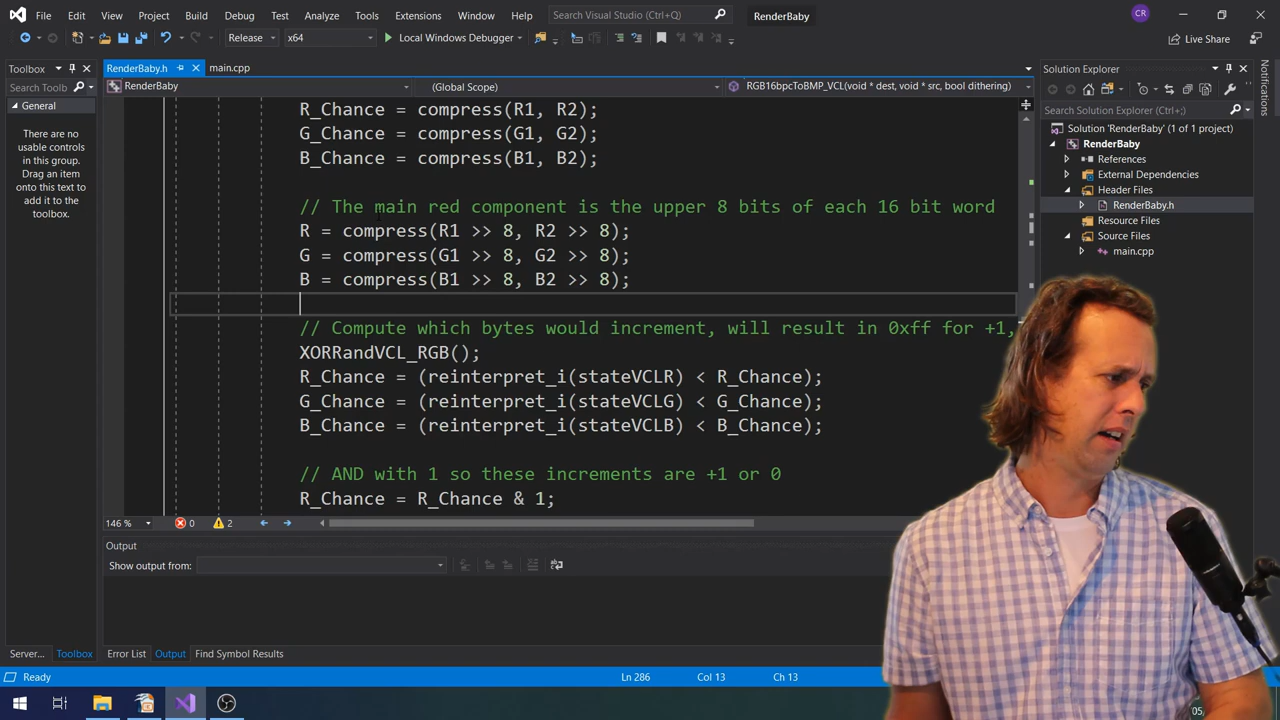 File Edit View Project Build Debug Test Analyze Tools Extensions Window Help Search Visual Studio (Ctrl+Q) RenderBaby CR
Release x64 Local Windows Debugger Live Share
Toolbox RenderBaby.h main.cpp Solution Explorer Notifications
Search Toolb RenderBaby (Global Scope) RGB16bpcToBMP_VCL(void * dest, void * src, bool dithering)
General
There are no
usable controls
in this group.
Drag an item
onto this text to
add it to the
toolbox.
R_Chance = compress(R1, R2);
G_Chance = compress(G1, G2);
B_Chance = compress(B1, B2);
// The main red component is the upper 8 bits of each 16 bit word
R = compress(R1 >> 8, R2 >> 8);
G = compress(G1 >> 8, G2 >> 8);
B = compress(B1 >> 8, B2 >> 8);
// Compute which bytes would increment, will result in 0xff for +1,
XORRandVCL_RGB();
R_Chance = (reinterpret_i(stateVCLR) < R_Chance);
G_Chance = (reinterpret_i(stateVCLG) < G_Chance);
B_Chance = (reinterpret_i(stateVCLB) < B_Chance);
// AND with 1 so these increments are +1 or 0
R_Chance = R_Chance & 1;
Search Solution Explorer (Ctrl+;)
Solution 'RenderBaby' (1 of 1 project)
RenderBaby
References
External Dependencies
Header Files
RenderBaby.h
Resource Files
Source Files
main.cpp
146 % 0 2
Output
Show output from:
Server... Toolbox Error List Output Find Symbol Results
Ready Ln 286 Col 13 Ch 13